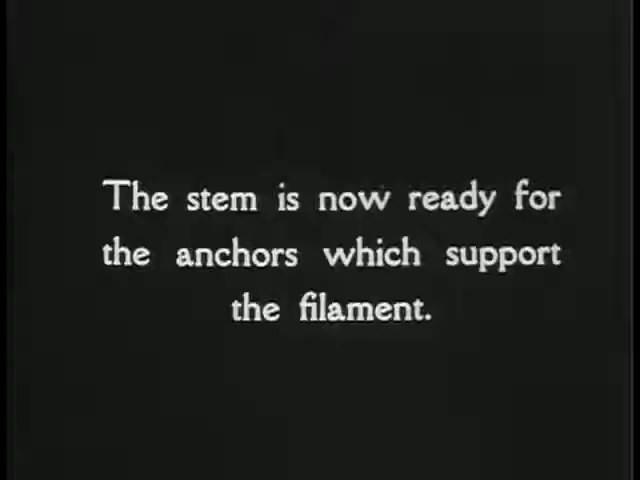 The stem is now ready for
the anchors which support
the filament.